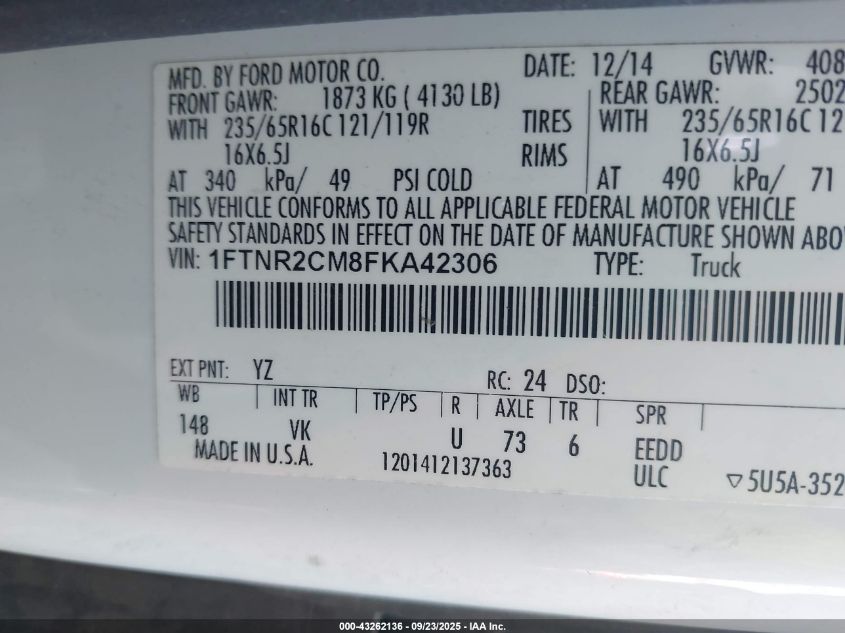 MFD. BY FORD MOTOR CO. DATE: 12/14 GVWR: 408
FRONT GAWR: 1873 KG ( 4130 LB) REAR GAWR: 2502
WITH 235/65R16C 121/119R TIRES WITH 235/65R16C 12
16X6.5J RIMS 16X6.5J
AT 340 kPa/ 49 PSI COLD AT 490 kPa/ 71
THIS VEHICLE CONFORMS TO ALL APPLICABLE FEDERAL MOTOR VEHICLE
SAFETY STANDARDS IN EFFECT ON THE DATE OF MANUFACTURE SHOWN ABO
VIN: 1FTNR2CM8FKA42306 TYPE: Truck
EXT PNT: YZ RC: 24 DSO:
WB INT TR TP/PS R AXLE TR SPR
148 VK U 73 6 EEDD
MADE IN U.S.A. 1201412137363 ULC ▽5U5A-352
000-43262136 - 09/23/2025 - IAA Inc.